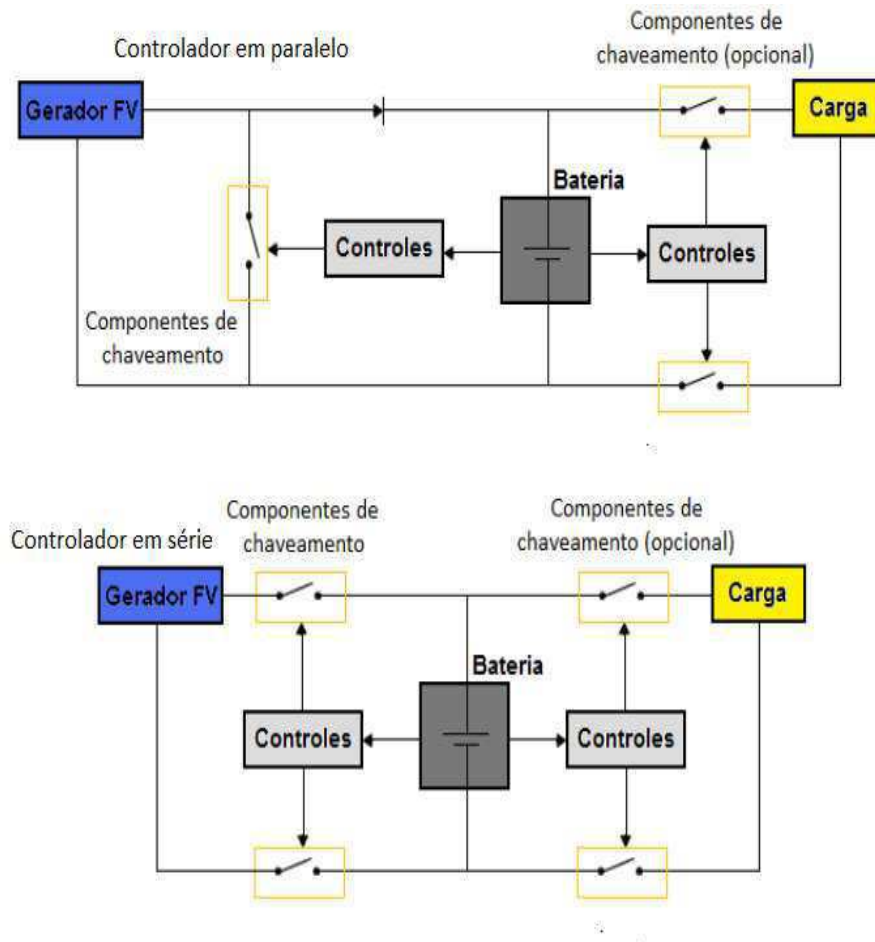 Controlador em paralelo
Componentes de
chaveamento (opcional)
Gerador FV
Carga
Bateria
Controles
Controles
Componentes de
chaveamento
Controlador em série
Componentes de
chaveamento
Componentes de
chaveamento (opcional)
Gerador FV
Carga
Bateria
Controles
Controles